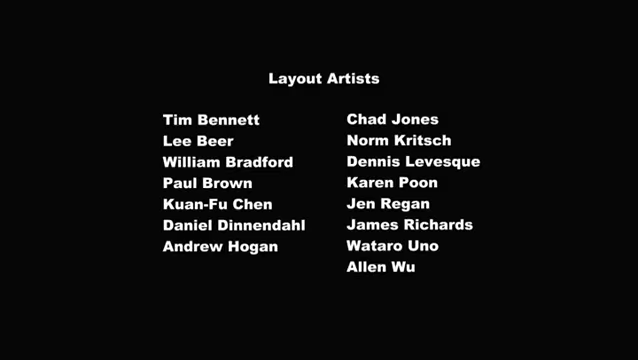 Layout Artists
Tim Bennett
Lee Beer
William Bradford
Paul Brown
Kuan-Fu Chen
Daniel Dinnendahl
Andrew Hogan
Chad Jones
Norm Kritsch
Dennis Levesque
Karen Poon
Jen Regan
James Richards
Wataro Uno
Allen Wu